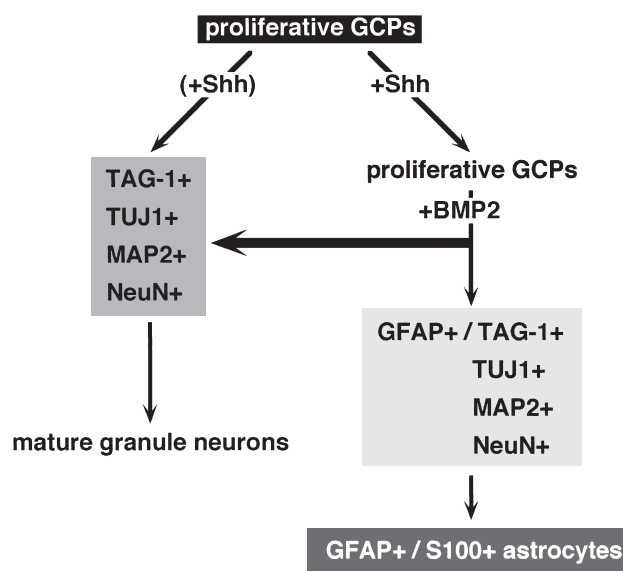 proliferative GCPs
(+Shh)
+Shh
TAG-1+
TUJ1+
MAP2+
NeuN+
proliferative GCPs
+BMP2
GFAP+ / TAG-1+
TUJ1+
MAP2+
NeuN+
mature granule neurons
GFAP+ / S100+ astrocytes